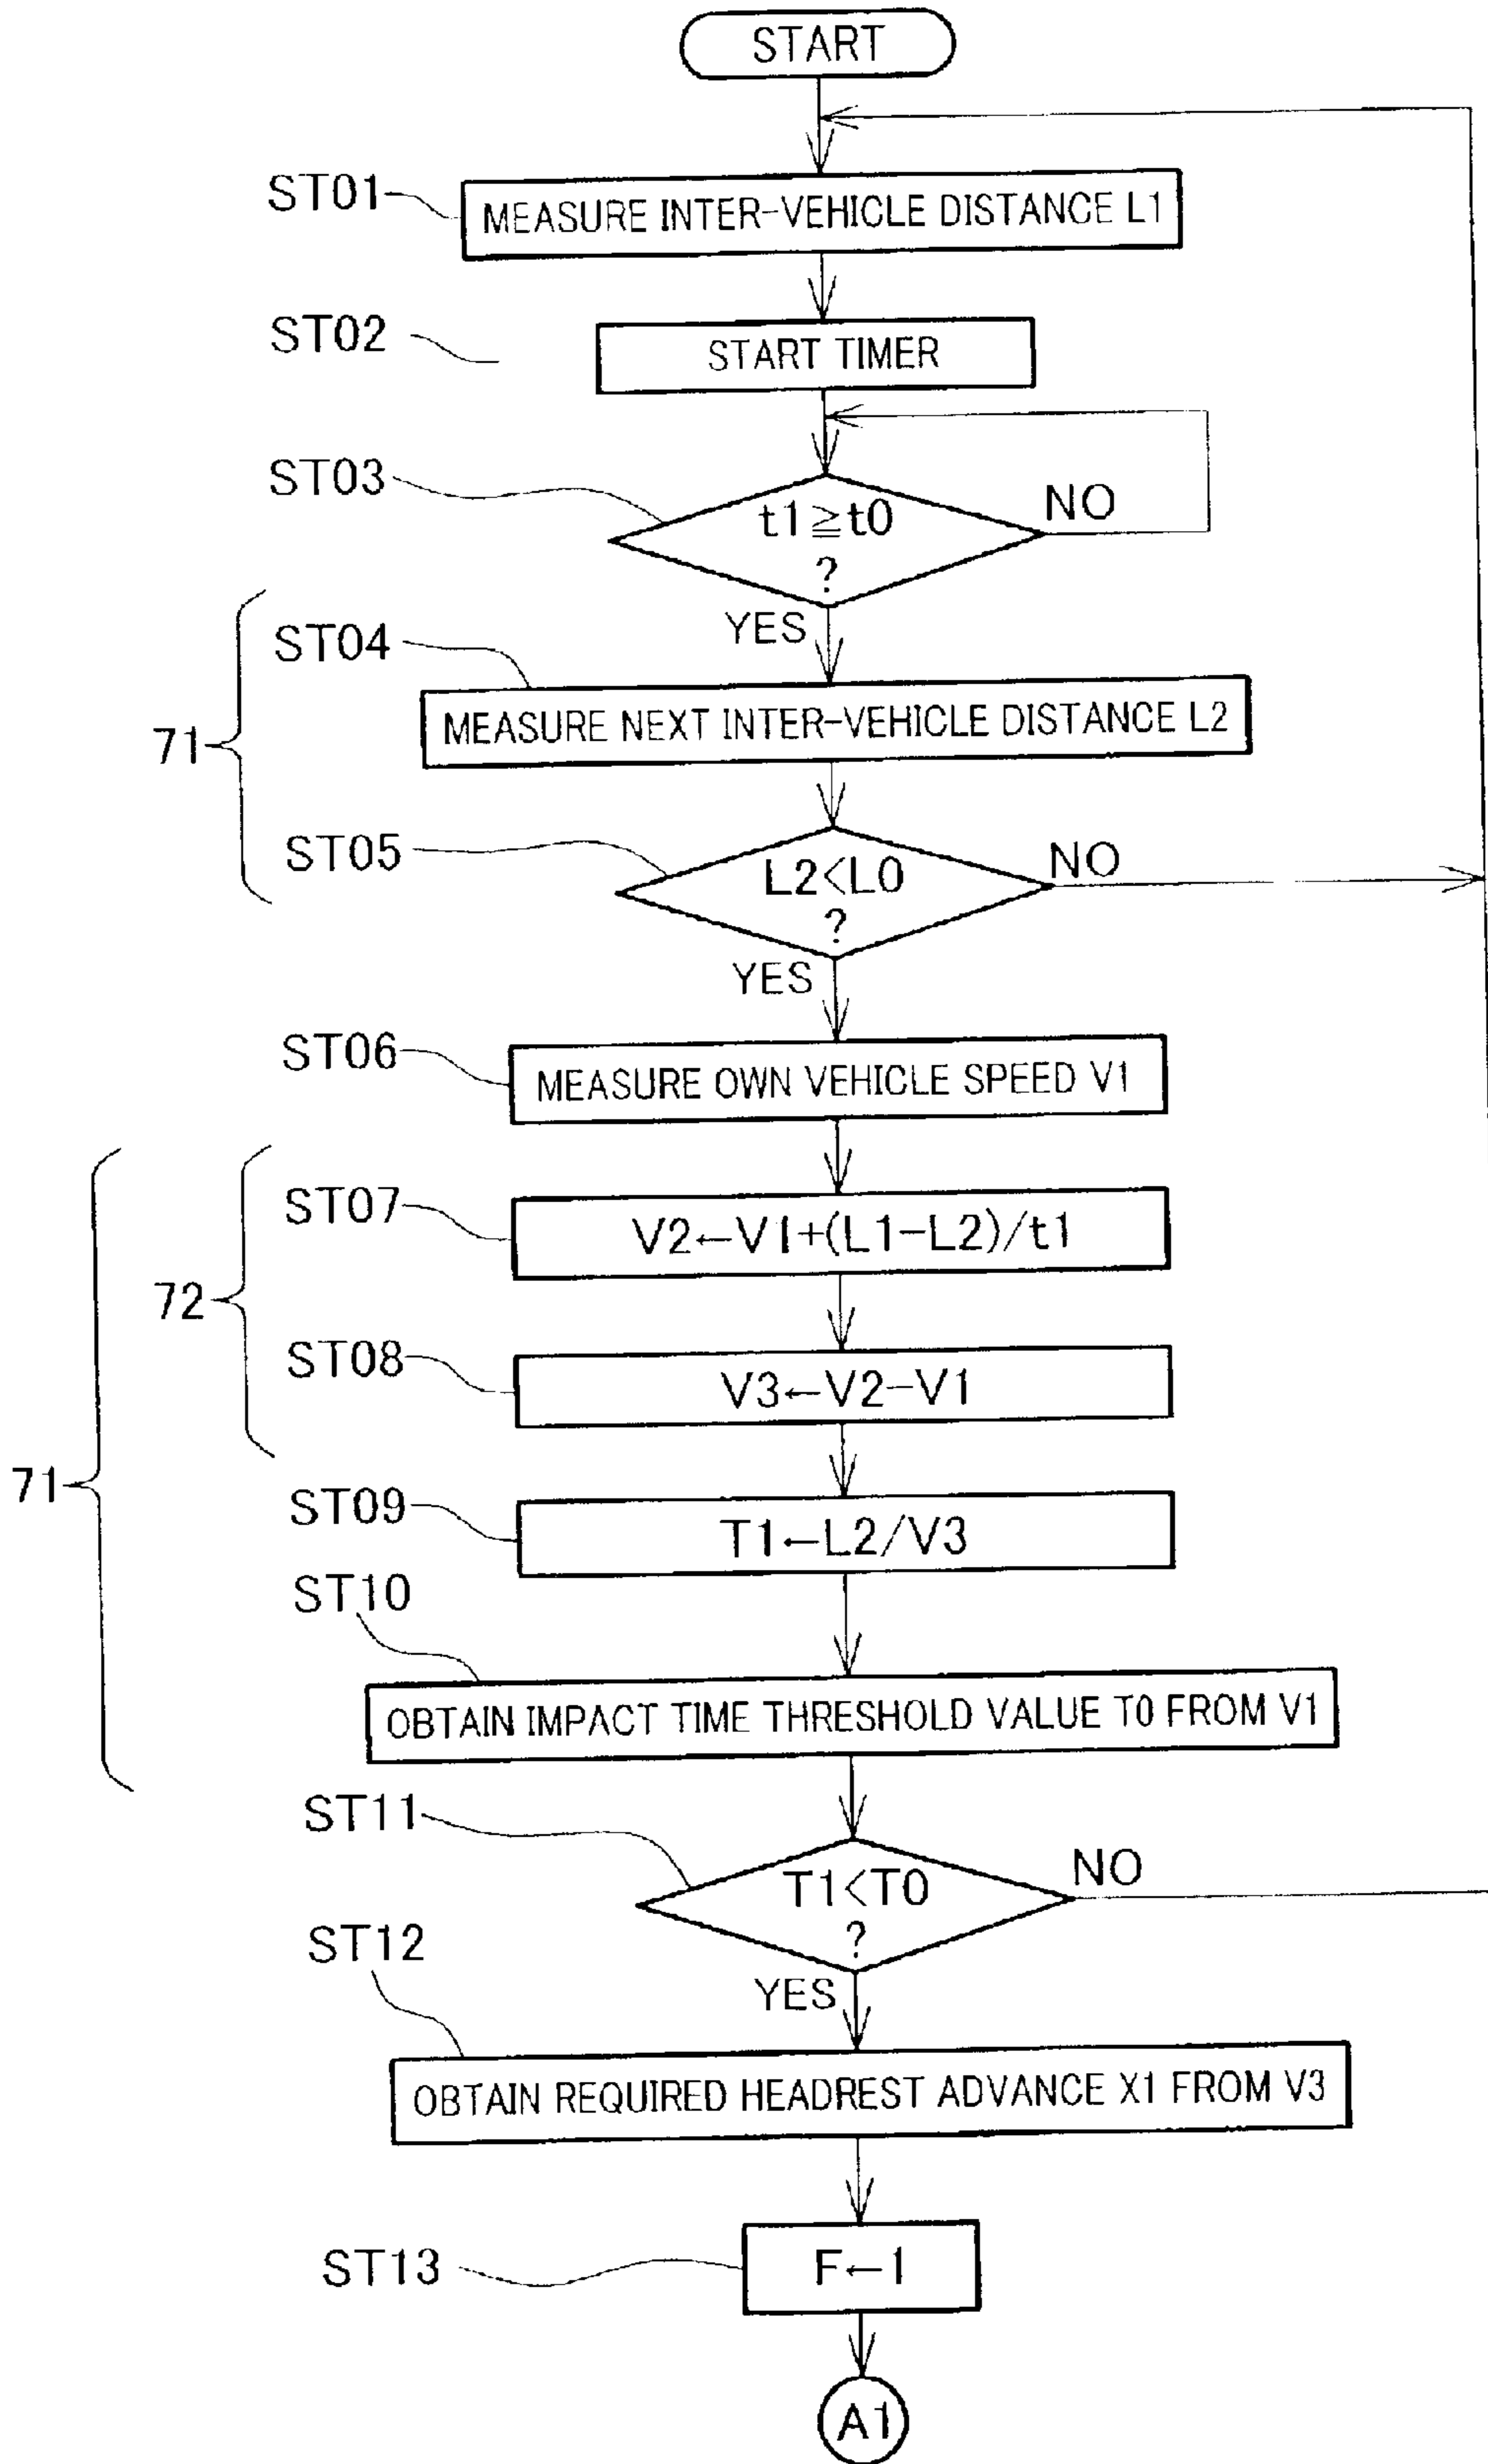 START
ST01
MEASURE INTER-VEHICLE DISTANCE L1
ST02
START TIMER
ST03
t1≧t0
?
NO
YES
ST04
MEASURE NEXT INTER-VEHICLE DISTANCE L2
71
ST05
L2<L0
?
NO
YES
ST06
MEASURE OWN VEHICLE SPEED V1
ST07
V2←V1+(L1-L2)/t1
72
ST08
V3←V2-V1
71
ST09
T1←L2/V3
ST10
OBTAIN IMPACT TIME THRESHOLD VALUE T0 FROM V1
ST11
T1<T0
?
NO
YES
ST12
OBTAIN REQUIRED HEADREST ADVANCE X1 FROM V3
ST13
F←1
A1